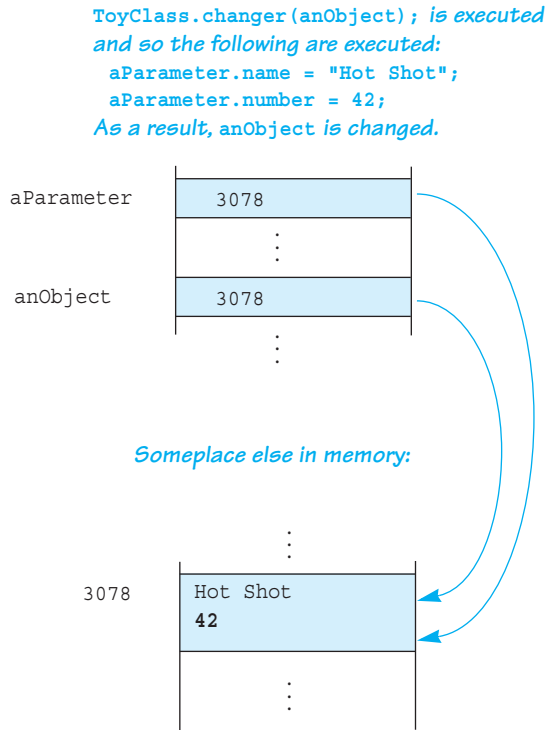 ToyClass.changer(anObject); is executed
and so the following are executed:
aParameter.name = "Hot Shot";
aParameter.number = 42;
As a result, anObject is changed.
aParameter 3078
anObject 3078
Someplace else in memory:
3078 Hot Shot
42